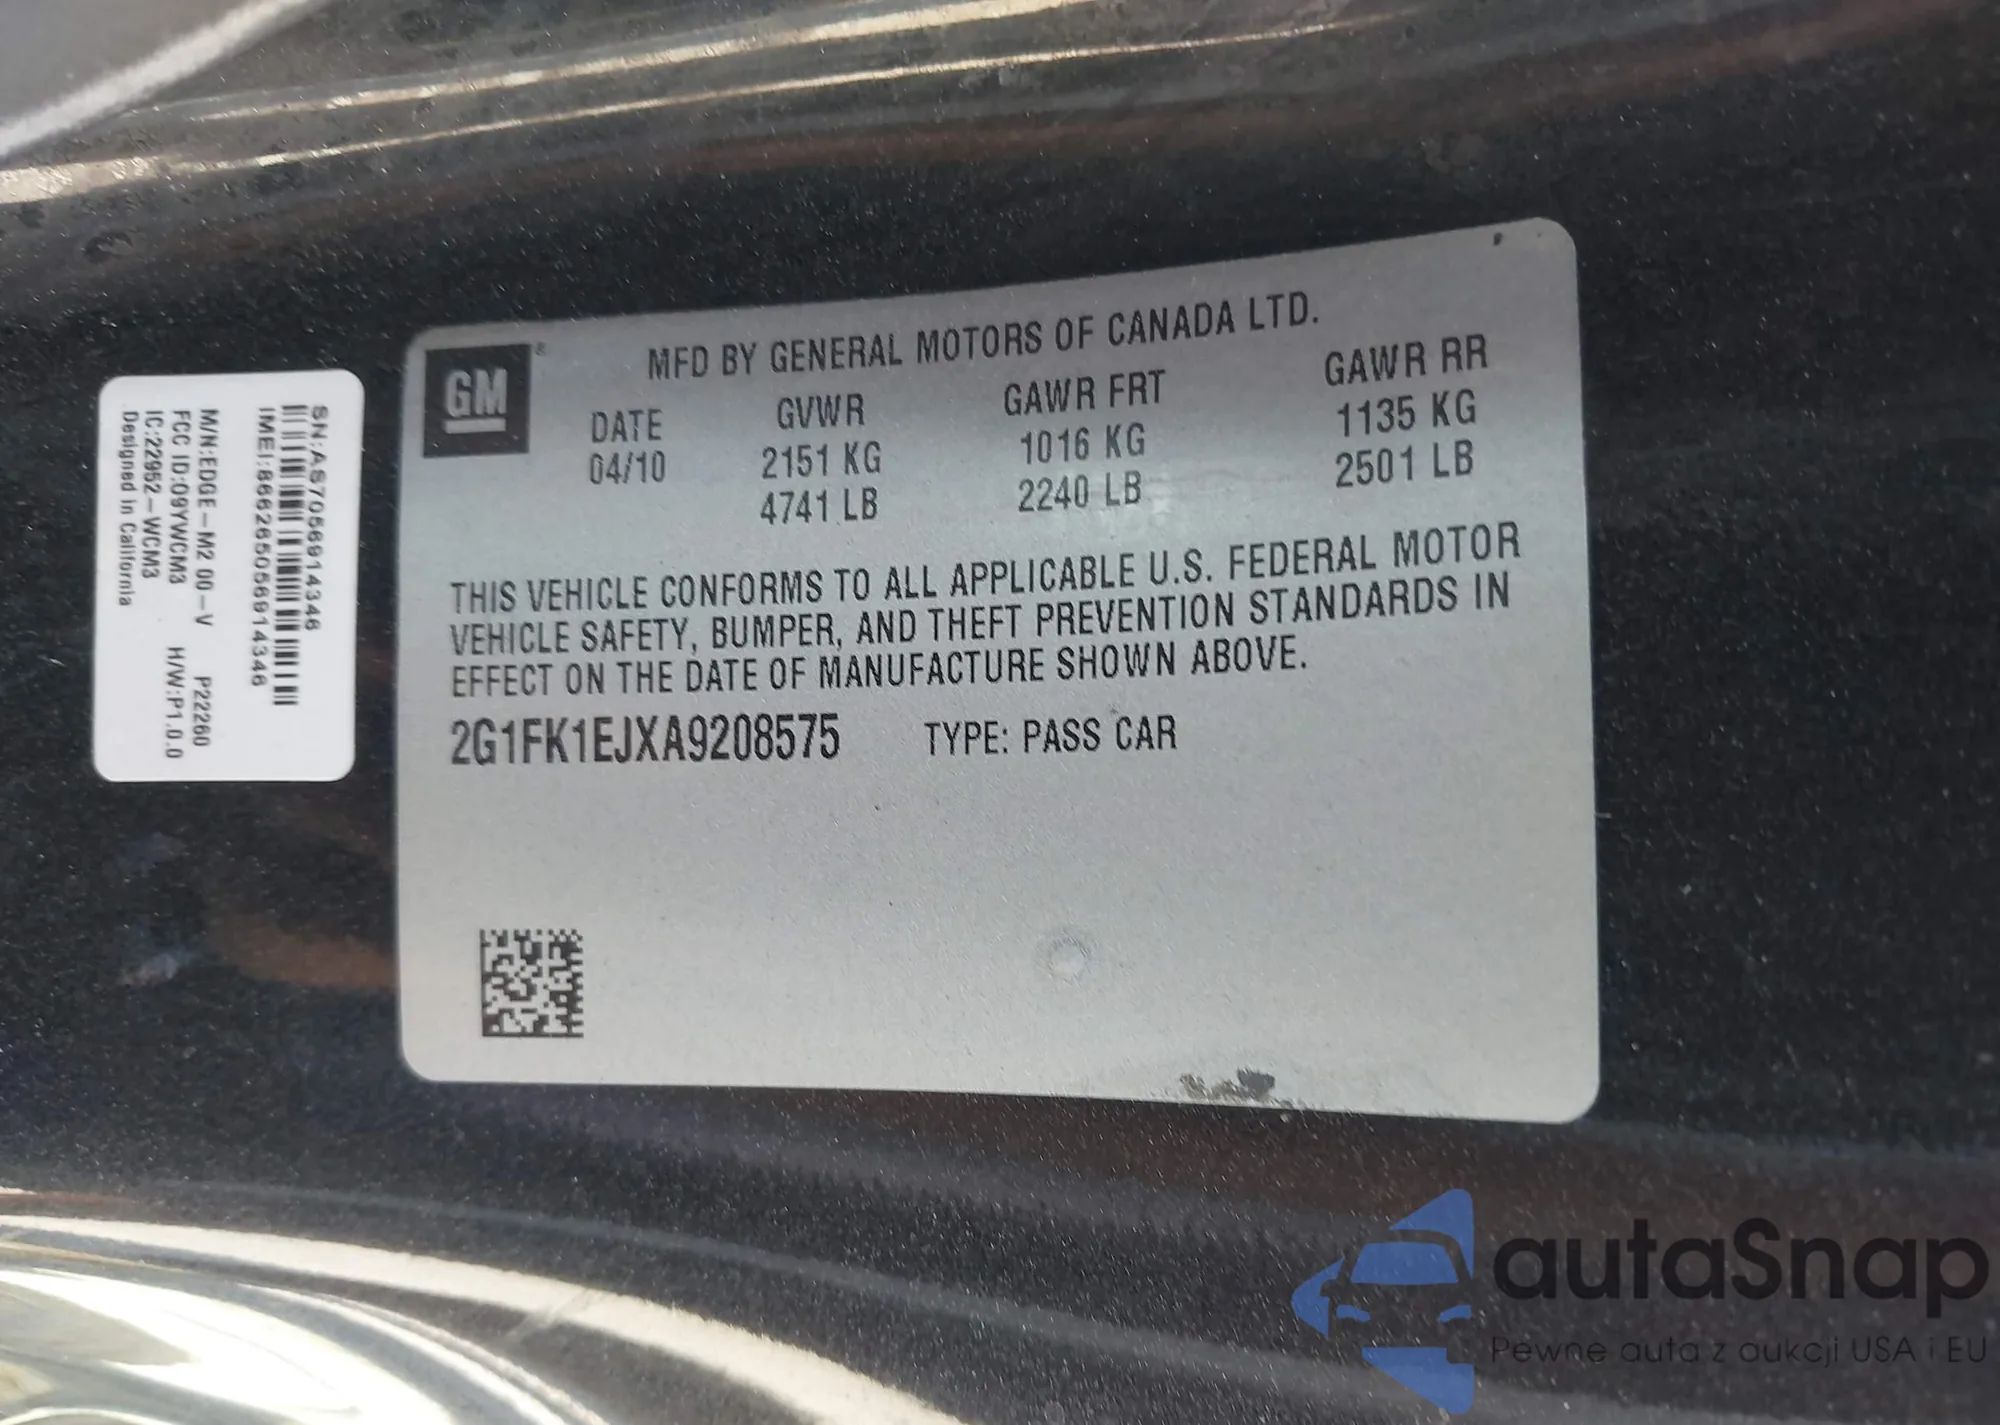 SN:AS7056914346
IMEI:866265056914346
M/N:EDGE-M2 00-V P22260
FCC ID:O9YWCM3 H/W:P1.0.0
IC:22952-WCM3
Designed in California
GM®
MFD BY GENERAL MOTORS OF CANADA LTD.
DATE GVWR GAWR FRT GAWR RR
04/10 2151 KG 1016 KG 1135 KG
4741 LB 2240 LB 2501 LB
THIS VEHICLE CONFORMS TO ALL APPLICABLE U.S. FEDERAL MOTOR
VEHICLE SAFETY, BUMPER, AND THEFT PREVENTION STANDARDS IN
EFFECT ON THE DATE OF MANUFACTURE SHOWN ABOVE.
2G1FK1EJXA9208575 TYPE: PASS CAR
autaSnap
Pewne auta z aukcji USA i EU